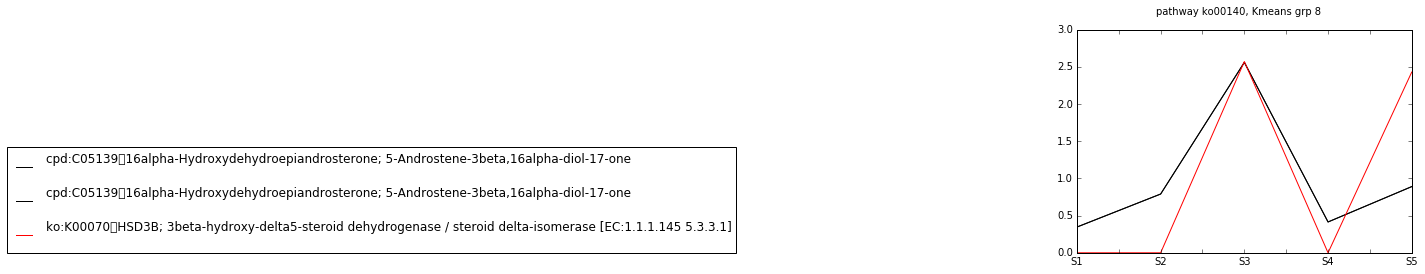 pathway ko00140, Kmeans grp 8
3.0
2.5
2.0
1.5
1.0
0.5
0.0
S1 S2 S3 S4 S5
cpd:C05139▯16alpha-Hydroxydehydroepiandrosterone; 5-Androstene-3beta,16alpha-diol-17-one
cpd:C05139▯16alpha-Hydroxydehydroepiandrosterone; 5-Androstene-3beta,16alpha-diol-17-one
ko:K00070▯HSD3B; 3beta-hydroxy-delta5-steroid dehydrogenase / steroid delta-isomerase [EC:1.1.1.145 5.3.3.1]